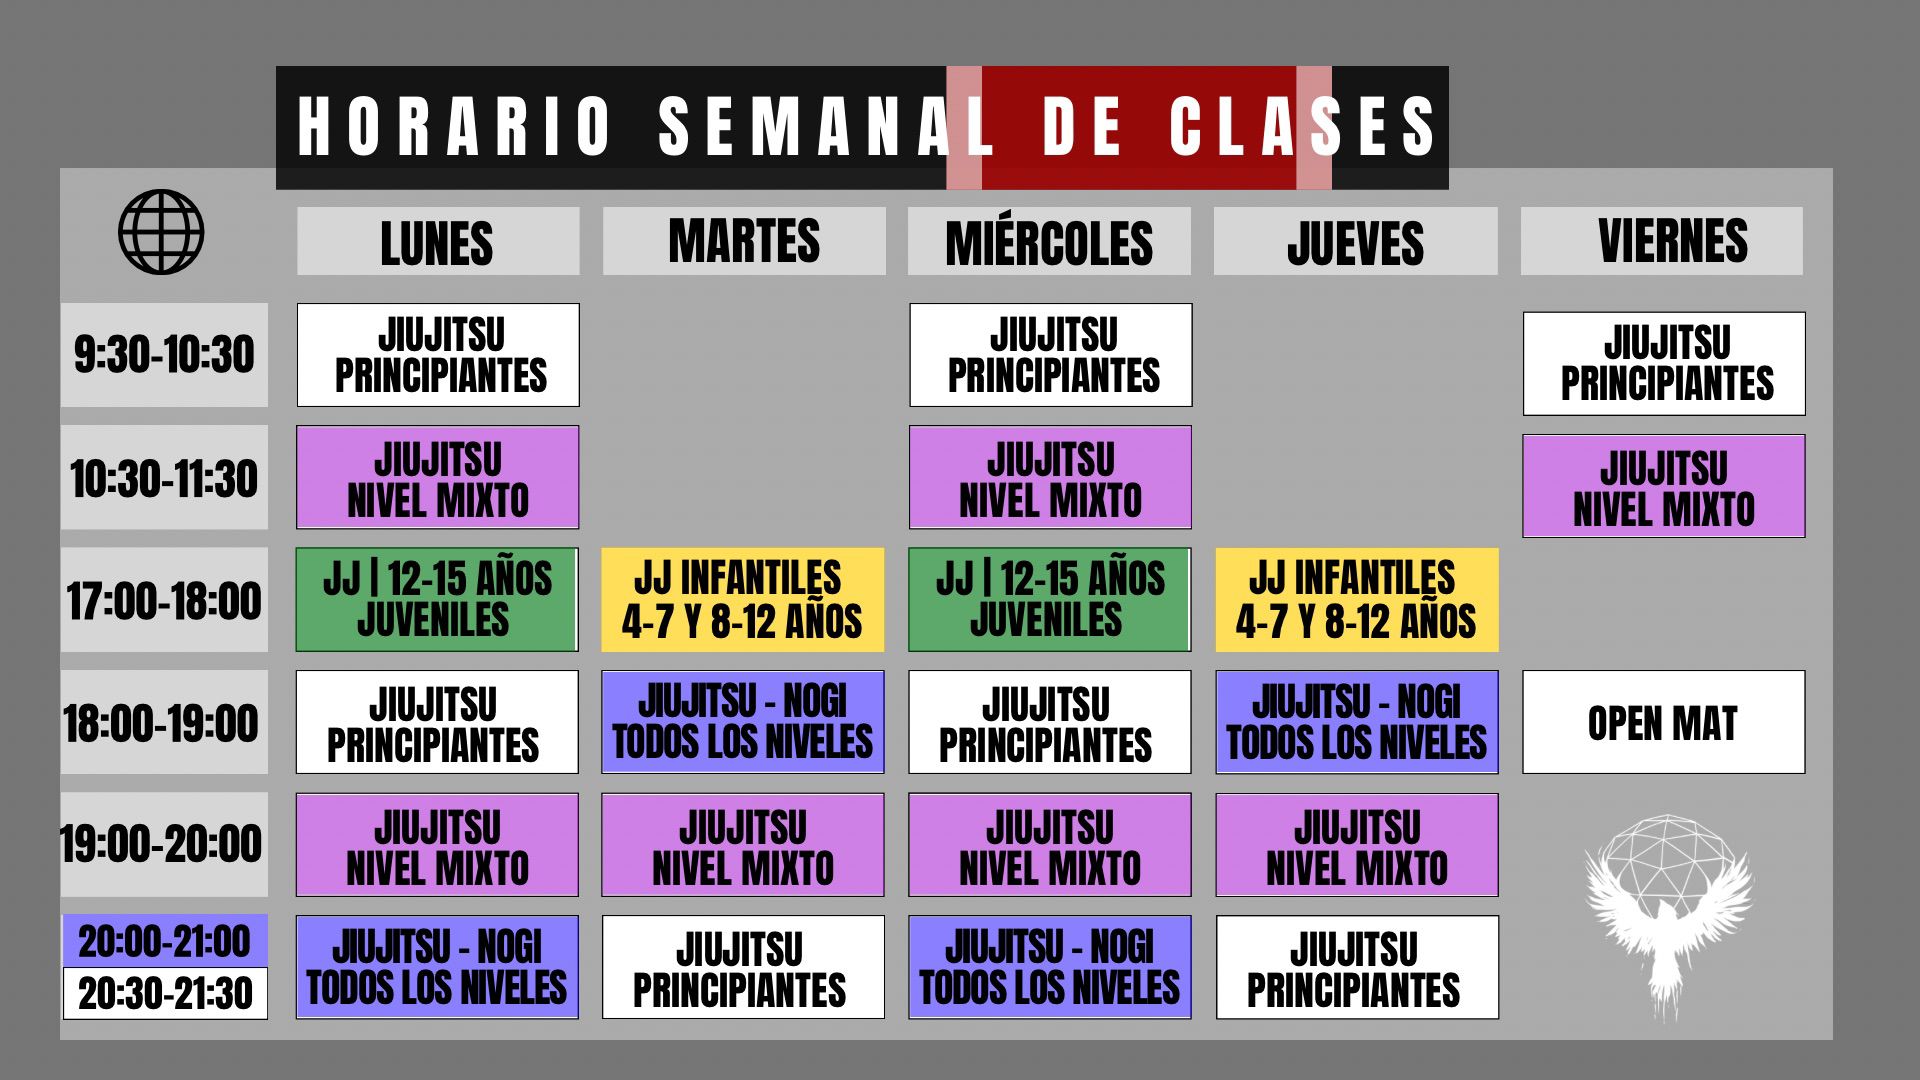 HORARIO SEMANAL DE CLASES
LUNES
MARTES
MIÉRCOLES
JUEVES
VIERNES
9:30-10:30
JIUJITSU
PRINCIPIANTES
JIUJITSU
PRINCIPIANTES
JIUJITSU
PRINCIPIANTES
10:30-11:30
JIUJITSU
NIVEL MIXTO
JIUJITSU
NIVEL MIXTO
JIUJITSU
NIVEL MIXTO
17:00-18:00
JJ | 12-15 AÑOS
JUVENILES
JJ INFANTILES
4-7 Y 8-12 AÑOS
JJ | 12-15 AÑOS
JUVENILES
JJ INFANTILES
4-7 Y 8-12 AÑOS
18:00-19:00
JIUJITSU
PRINCIPIANTES
JIUJITSU - NOGI
TODOS LOS NIVELES
JIUJITSU
PRINCIPIANTES
JIUJITSU - NOGI
TODOS LOS NIVELES
OPEN MAT
19:00-20:00
JIUJITSU
NIVEL MIXTO
JIUJITSU
NIVEL MIXTO
JIUJITSU
NIVEL MIXTO
JIUJITSU
NIVEL MIXTO
20:00-21:00
20:30-21:30
JIUJITSU - NOGI
TODOS LOS NIVELES
JIUJITSU
PRINCIPIANTES
JIUJITSU - NOGI
TODOS LOS NIVELES
JIUJITSU
PRINCIPIANTES